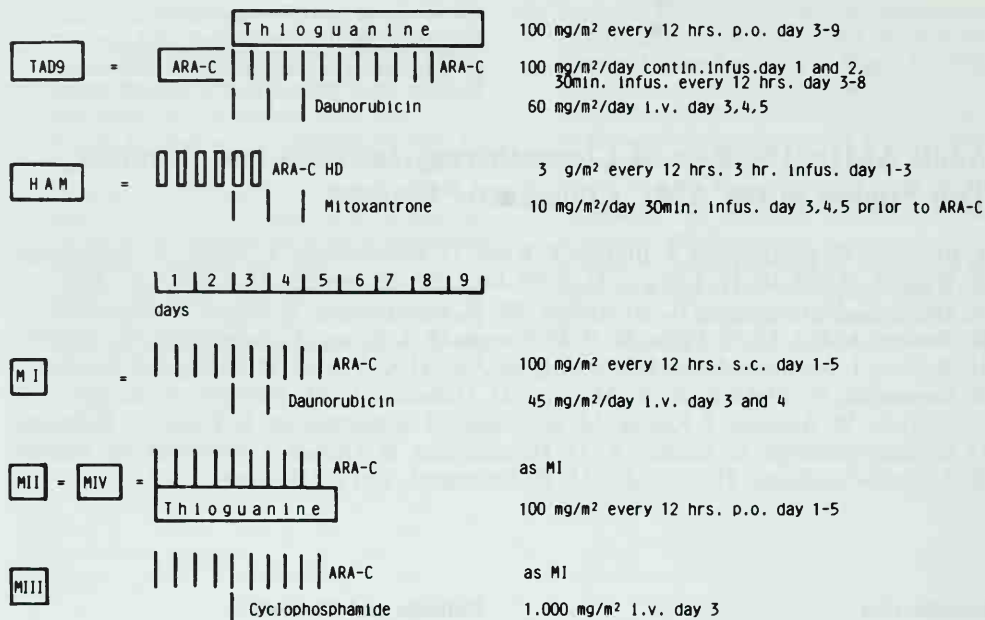 Thioguanine 100 mg/m² every 12 hrs. p.o. day 3-9
TAD9 = ARA-C ARA-C 100 mg/m²/day contin.infus.day 1 and 2,
30min. infus. every 12 hrs. day 3-8
Daunorubicin 60 mg/m²/day i.v. day 3,4,5
HAM = ARA-C HD 3 g/m² every 12 hrs. 3 hr. infus. day 1-3
Mitoxantrone 10 mg/m²/day 30min. infus. day 3,4,5 prior to ARA-C
1 2 3 4 5 6 7 8 9
days
MI = ARA-C 100 mg/m² every 12 hrs. s.c. day 1-5
Daunorubicin 45 mg/m²/day i.v. day 3 and 4
MII = MIV = ARA-C as MI
Thioguanine 100 mg/m² every 12 hrs. p.o. day 1-5
MIII ARA-C as MI
Cyclophosphamide 1.000 mg/m² i.v. day 3